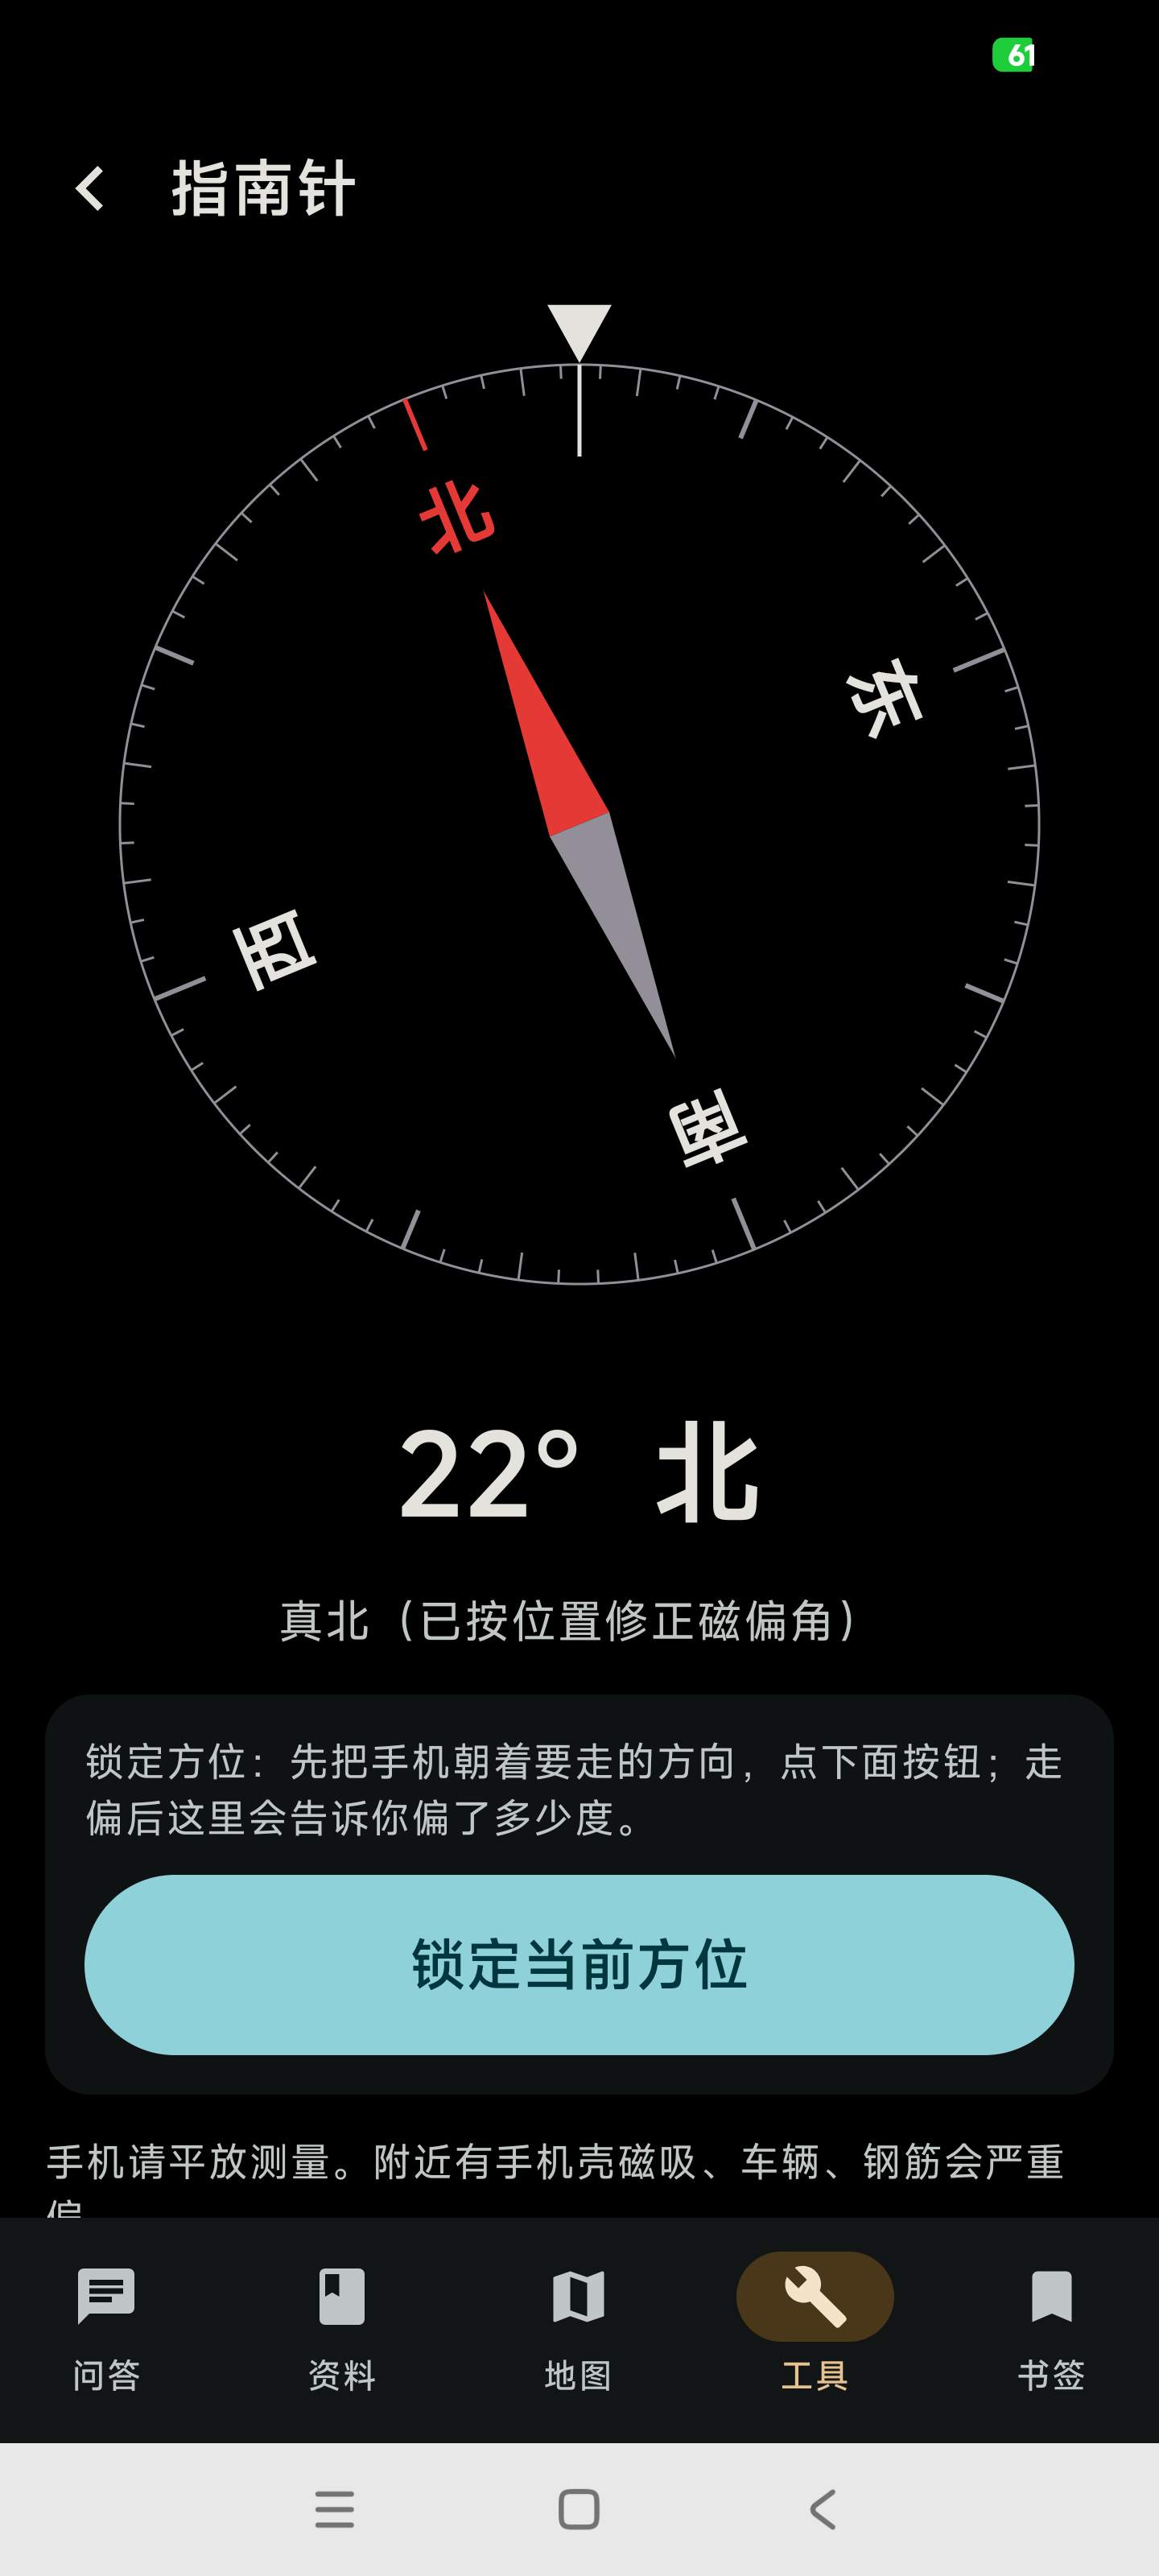 61
指南针
北
东
西
南
22° 北
真北（已按位置修正磁偏角）
锁定方位：先把手机朝着要走的方向，点下面按钮；走
偏后这里会告诉你偏了多少度。
锁定当前方位
手机请平放测量。附近有手机壳磁吸、车辆、钢筋会严重
偏
问答
资料
地图
工具
书签